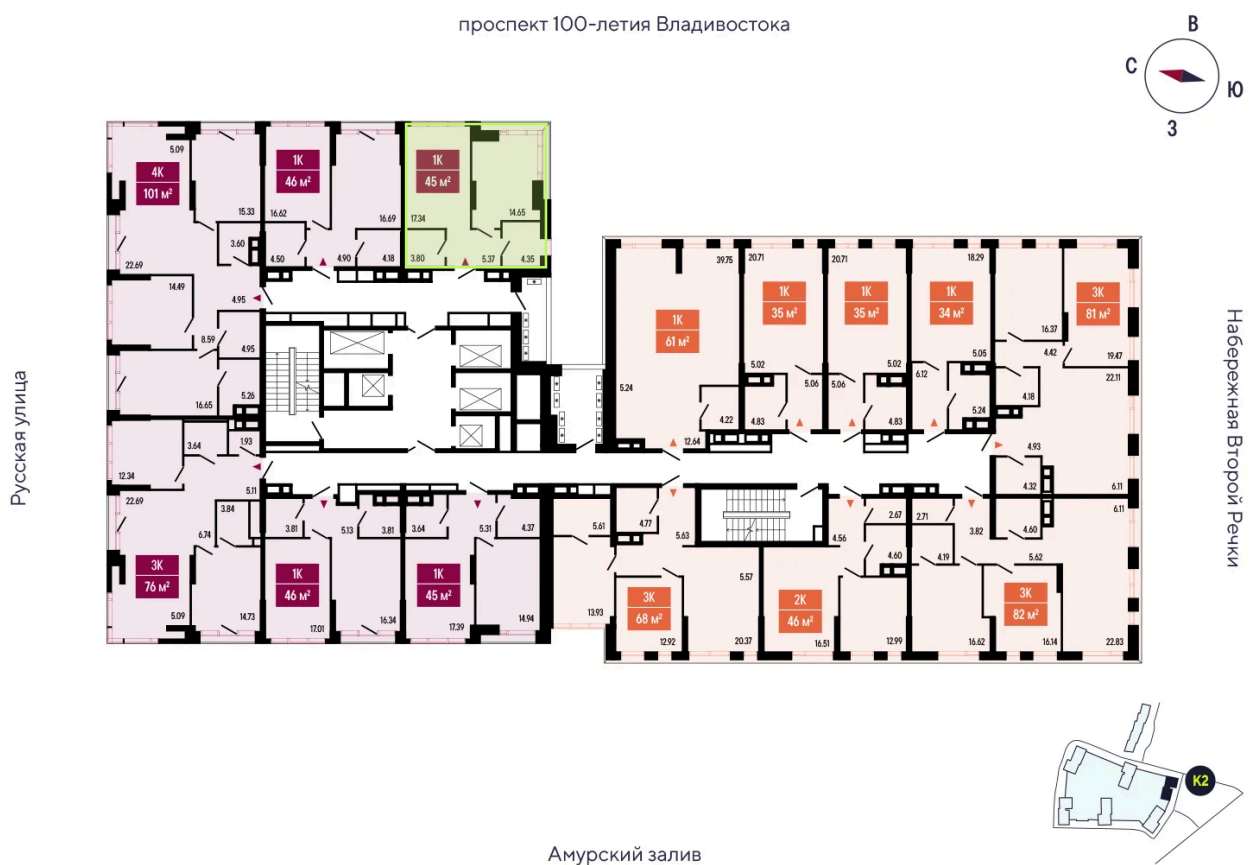 проспект 100-летия Владивостока
В
С
Ю
З
5.09
4К
101 м²
15.33
3.60
22.69
14.49
4.95
8.59
4.95
16.65
5.26
1К
46 м²
16.62
16.69
4.50
4.90
4.18
1К
45 м²
17.34
14.65
3.80
5.37
4.35
39.75
1К
61 м²
5.24
4.22
12.64
20.71
1К
35 м²
5.02
5.06
4.83
20.71
1К
35 м²
5.02
5.06
4.83
18.29
1К
34 м²
5.05
6.12
5.24
3К
81 м²
16.37
4.42
19.47
22.11
4.18
4.93
4.32
6.11
Русская улица
Набережная Второй Речки
3.64
1.93
12.34
22.69
5.11
3.84
6.74
3К
76 м²
5.09
14.73
3.81
5.13
3.81
1К
46 м²
17.01
16.34
3.64
5.31
4.37
1К
45 м²
17.39
14.94
5.61
4.77
5.63
5.57
13.93
3К
68 м²
12.92
20.37
2.67
4.56
4.60
2К
46 м²
16.51
12.99
2.71
3.82
4.60
6.11
4.19
5.62
3К
82 м²
16.62
16.14
22.83
К2
Амурский залив